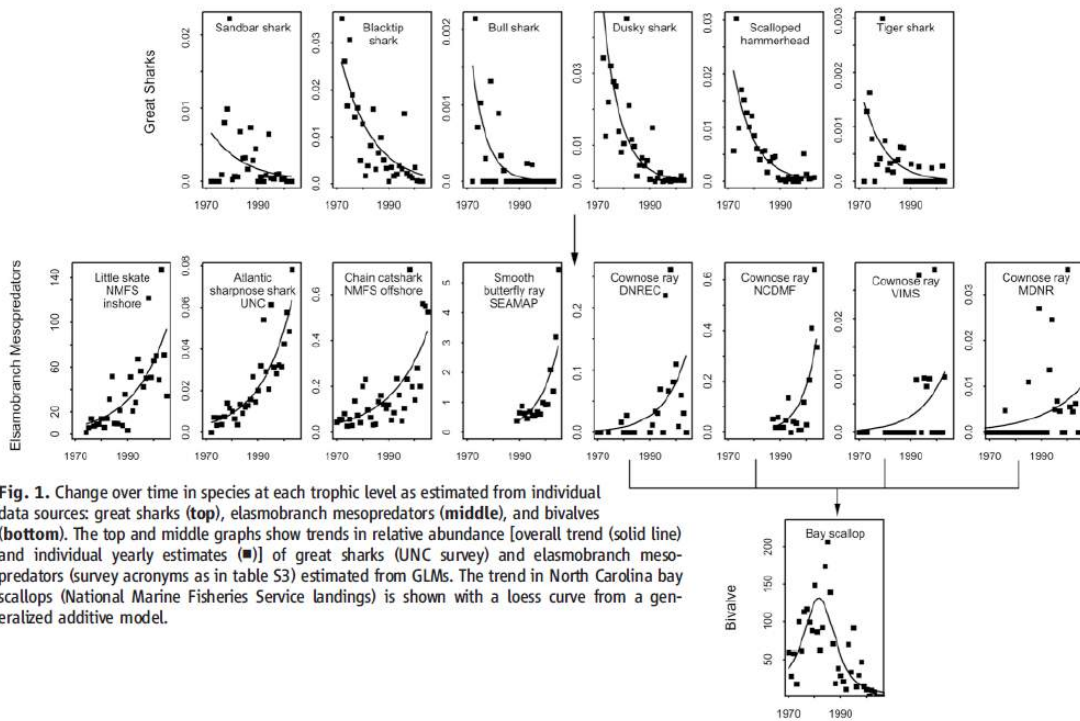 Great Sharks
Sandbar shark
0.02
0.01
0.0
1970
1990
Blacktip
shark
0.03
0.01
0.0
1970
1990
Bull shark
0.002
0.001
0.0
1970
1990
Dusky shark
0.03
0.01
0.0
1970
1990
Scalloped
hammerhead
0.03
0.02
0.01
0.0
1970
1990
Tiger shark
0.003
0.002
0.001
0.0
1970
1990
Elsamobranch Mesopredators
Little skate
NMFS
inshore
140
100
60
20
0
1970
1990
Atlantic
sharpnose shark
UNC
0.08
0.06
0.04
0.02
0.0
1970
1990
Chain catshark
NMFS offshore
0.6
0.4
0.2
0.0
1970
1990
Smooth
butterfly ray
SEAMAP
5
4
3
2
1
0
1970
1990
Cownose ray
DNREC
0.2
0.1
0.0
1970
1990
Cownose ray
NCDMF
0.6
0.4
0.2
0.0
1970
1990
Cownose ray
VIMS
0.02
0.01
0.0
1970
1990
Cownose ray
MDNR
0.03
0.01
0.0
1970
1990
Fig. 1. Change over time in species at each trophic level as estimated from individual
data sources: great sharks (top), elasmobranch mesopredators (middle), and bivalves
(bottom). The top and middle graphs show trends in relative abundance [overall trend (solid line)
and individual yearly estimates (■)] of great sharks (UNC survey) and elasmobranch meso-
predators (survey acronyms as in table S3) estimated from GLMs. The trend in North Carolina bay
scallops (National Marine Fisheries Service landings) is shown with a loess curve from a gen-
eralized additive model.
Bivalve
Bay scallop
200
150
100
50
1970
1990